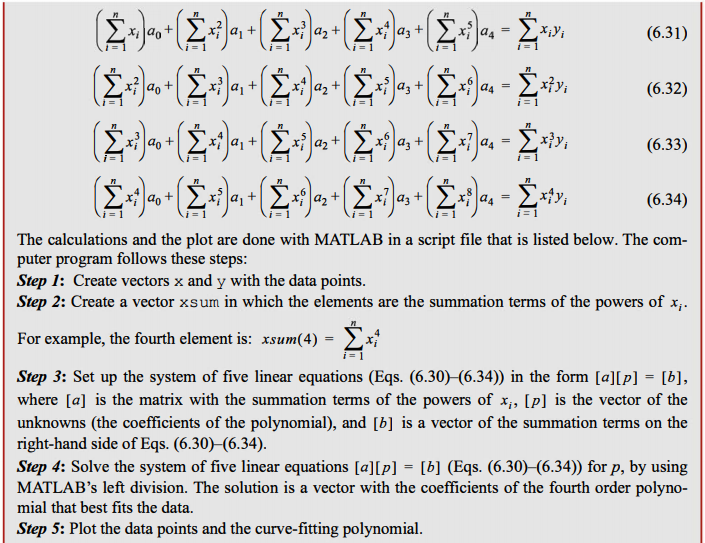 $\left(\sum_{i=1}^{n} x_i\right)a_0 + \left(\sum_{i=1}^{n} x_i^2\right)a_1 + \left(\sum_{i=1}^{n} x_i^3\right)a_2 + \left(\sum_{i=1}^{n} x_i^4\right)a_3 + \left(\sum_{i=1}^{n} x_i^5\right)a_4 = \sum_{i=1}^{n} x_i y_i$ (6.31)
$\left(\sum_{i=1}^{n} x_i^2\right)a_0 + \left(\sum_{i=1}^{n} x_i^3\right)a_1 + \left(\sum_{i=1}^{n} x_i^4\right)a_2 + \left(\sum_{i=1}^{n} x_i^5\right)a_3 + \left(\sum_{i=1}^{n} x_i^6\right)a_4 = \sum_{i=1}^{n} x_i^2 y_i$ (6.32)
$\left(\sum_{i=1}^{n} x_i^3\right)a_0 + \left(\sum_{i=1}^{n} x_i^4\right)a_1 + \left(\sum_{i=1}^{n} x_i^5\right)a_2 + \left(\sum_{i=1}^{n} x_i^6\right)a_3 + \left(\sum_{i=1}^{n} x_i^7\right)a_4 = \sum_{i=1}^{n} x_i^3 y_i$ (6.33)
$\left(\sum_{i=1}^{n} x_i^4\right)a_0 + \left(\sum_{i=1}^{n} x_i^5\right)a_1 + \left(\sum_{i=1}^{n} x_i^6\right)a_2 + \left(\sum_{i=1}^{n} x_i^7\right)a_3 + \left(\sum_{i=1}^{n} x_i^8\right)a_4 = \sum_{i=1}^{n} x_i^4 y_i$ (6.34)
The calculations and the plot are done with MATLAB in a script file that is listed below. The com-
puter program follows these steps:
Step 1: Create vectors x and y with the data points.
Step 2: Create a vector xsum in which the elements are the summation terms of the powers of $x_i$.
For example, the fourth element is: $xsum(4) = \sum_{i=1}^{n} x_i^4$
Step 3: Set up the system of five linear equations (Eqs. (6.30)–(6.34)) in the form [a][p] = [b],
where [a] is the matrix with the summation terms of the powers of $x_i$, [p] is the vector of the
unknowns (the coefficients of the polynomial), and [b] is a vector of the summation terms on the
right-hand side of Eqs. (6.30)–(6.34).
Step 4: Solve the system of five linear equations [a][p] = [b] (Eqs. (6.30)–(6.34)) for p, by using
MATLAB's left division. The solution is a vector with the coefficients of the fourth order polyno-
mial that best fits the data.
Step 5: Plot the data points and the curve-fitting polynomial.